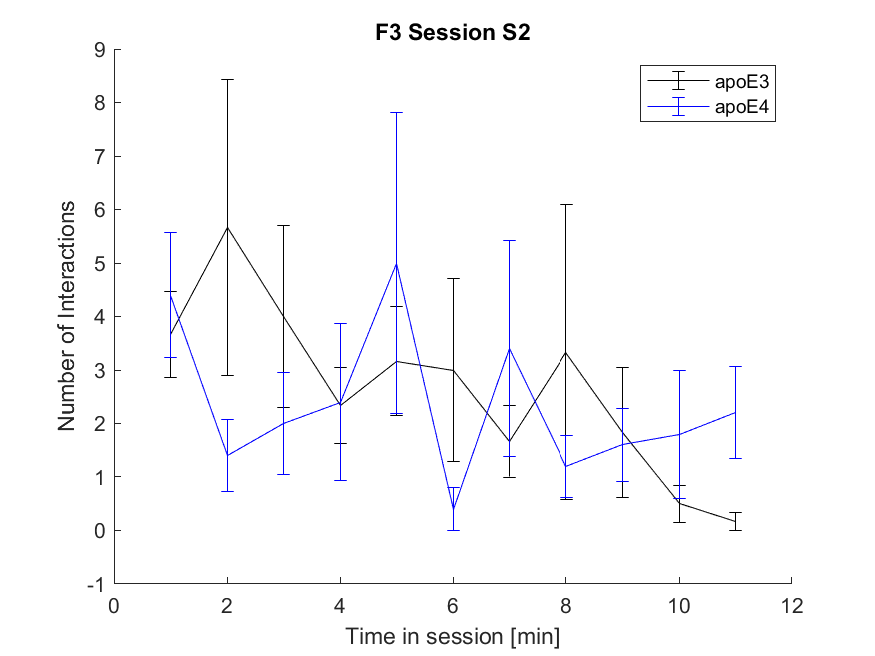 F3 Session S2
apoE3
apoE4
Number of Interactions
9
8
7
6
5
4
3
2
1
0
-1
0 2 4 6 8 10 12
Time in session [min]